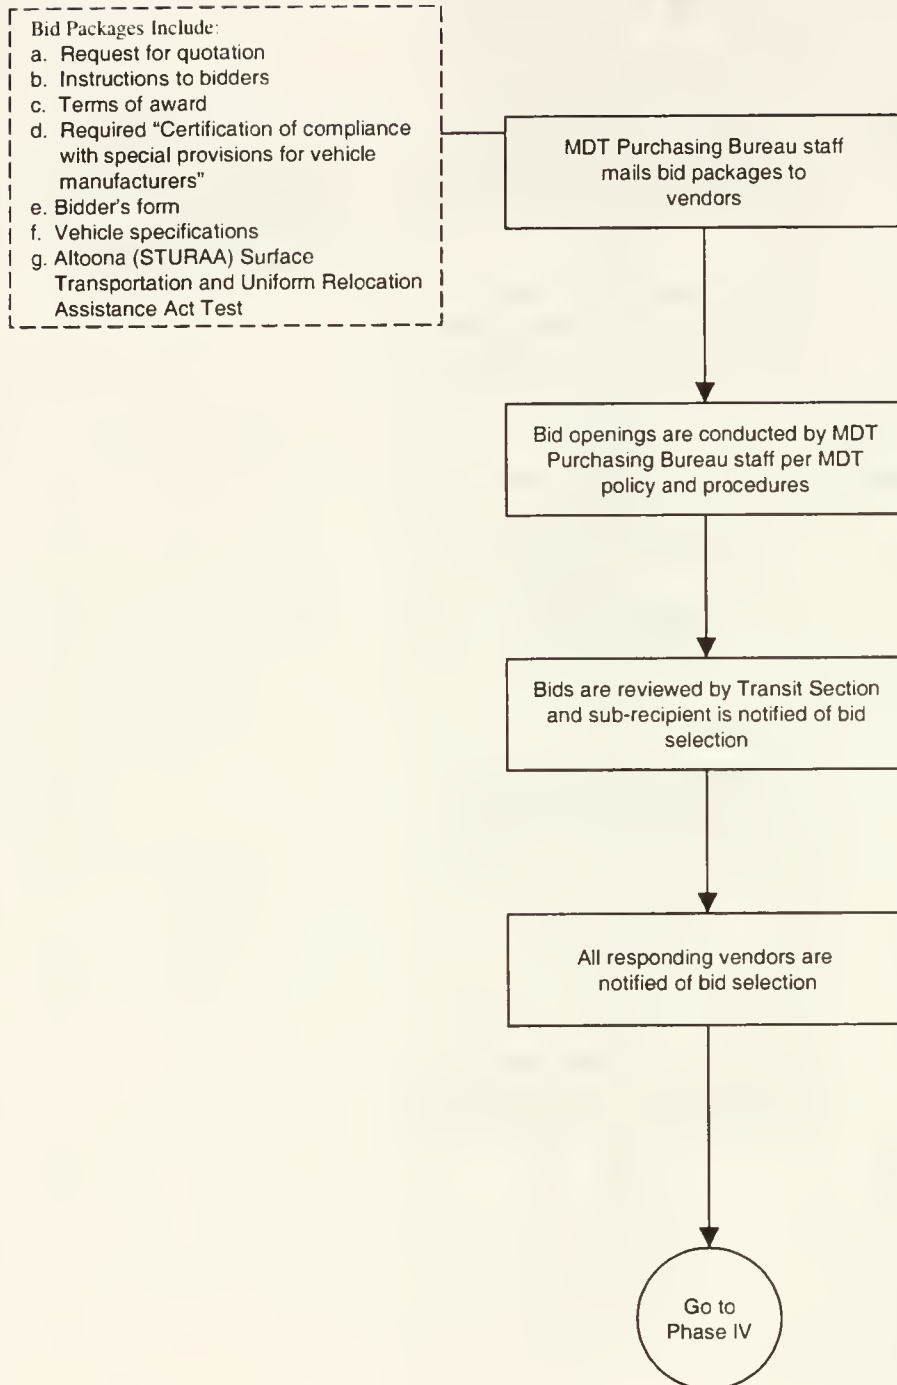 Bid Packages Include:
a. Request for quotation
b. Instructions to bidders
c. Terms of award
d. Required “Certification of compliance
with special provisions for vehicle
manufacturers”
e. Bidder's form
f. Vehicle specifications
g. Altoona (STURAA) Surface
Transportation and Uniform Relocation
Assistance Act Test
MDT Purchasing Bureau staff
mails bid packages to
vendors
Bid openings are conducted by MDT
Purchasing Bureau staff per MDT
policy and procedures
Bids are reviewed by Transit Section
and sub-recipient is notified of bid
selection
All responding vendors are
notified of bid selection
Go to
Phase IV